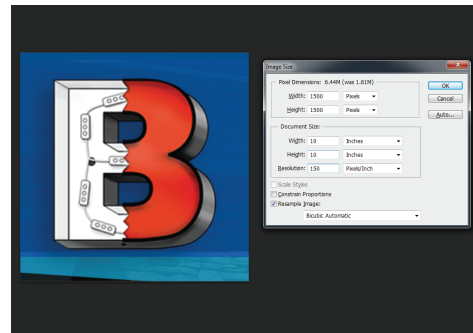 B
Image Size
Pixel Dimensions: 6.44M (was 1.61M)
Width: 1500 Pixels
Height: 1500 Pixels
Document Size:
Width: 10 Inches
Height: 10 Inches
Resolution: 150 Pixels/Inch
Scale Styles
Constrain Proportions
Resample Image:
Bicubic Automatic
OK
Cancel
Auto...